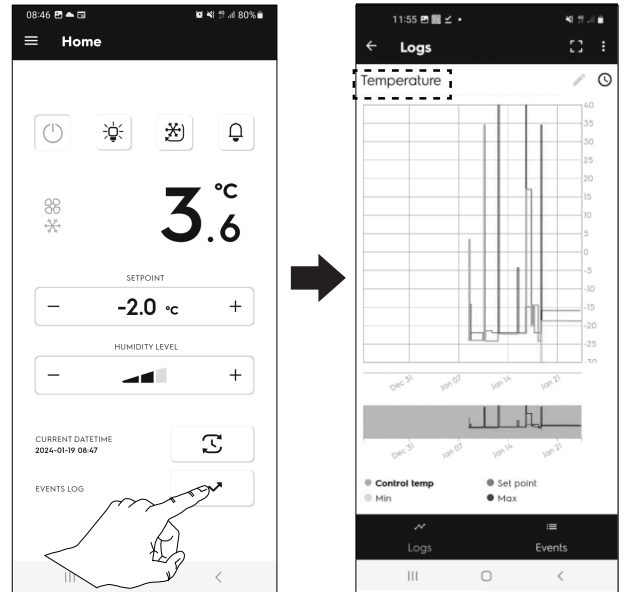 08:46 80%
Home
°C
3.6
SETPOINT
− -2.0 °C +
HUMIDITY LEVEL
− +
CURRENT DATETIME
2024-01-19 08:47
EVENTS LOG
11:55
Logs
Temperature
40
35
30
25
20
15
10
5
0
-5
-10
-15
-20
-25
-30
Dec 31 Jan 07 Jan 14 Jan 21
Dec 31 Jan 07 Jan 14 Jan 21
Control temp Set point
Min Max
Logs Events